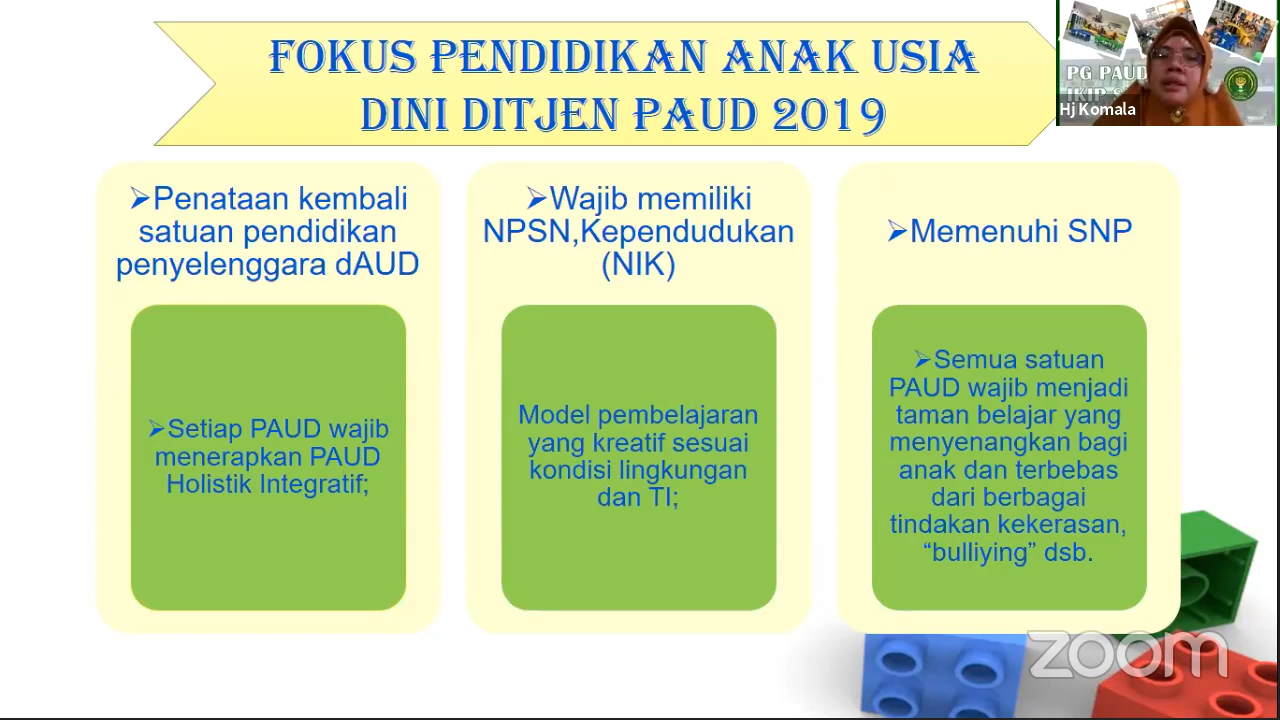 FOKUS PENDIDIKAN ANAK USIA
DINI DITJEN PAUD 2019
PG PAUD
Hj Komala
➢Penataan kembali
satuan pendidikan
penyelenggara dAUD
➢Setiap PAUD wajib
menerapkan PAUD
Holistik Integratif;
➢Wajib memiliki
NPSN,Kependudukan
(NIK)
Model pembelajaran
yang kreatif sesuai
kondisi lingkungan
dan TI;
➢Memenuhi SNP
➢Semua satuan
PAUD wajib menjadi
taman belajar yang
menyenangkan bagi
anak dan terbebas
dari berbagai
tindakan kekerasan,
“bulliying” dsb.
zoom